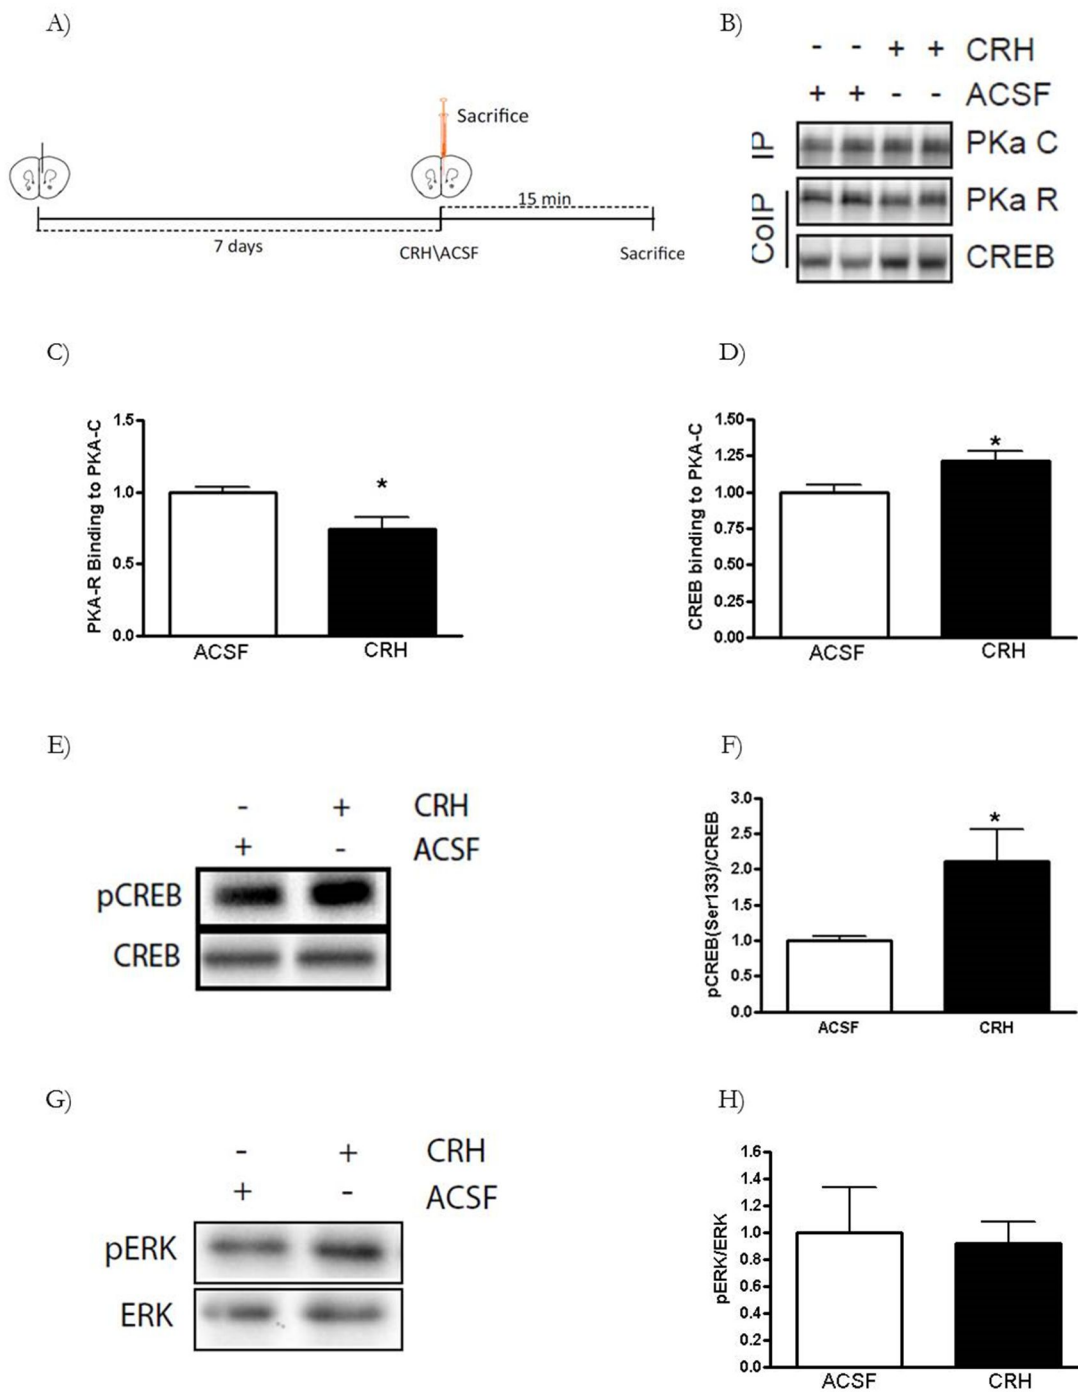 A)
Sacrifice
15 min
7 days
CRH\ACSF
Sacrifice
B)
- - + + CRH
+ + - - ACSF
IP
PKa C
CoIP
PKa R
CREB
C)
PKA-R Binding to PKA-C
1.5
1.0
0.5
0.0
*
ACSF CRH
D)
CREB binding to PKA-C
1.50
1.25
1.00
0.75
0.50
0.25
0.00
*
ACSF CRH
E)
- + CRH
+ - ACSF
pCREB
CREB
F)
pCREB(Ser133)/CREB
3.0
2.5
2.0
1.5
1.0
0.5
0.0
*
ACSF CRH
G)
- + CRH
+ - ACSF
pERK
ERK
H)
pERK/ERK
1.6
1.4
1.2
1.0
0.8
0.6
0.4
0.2
0.0
ACSF CRH